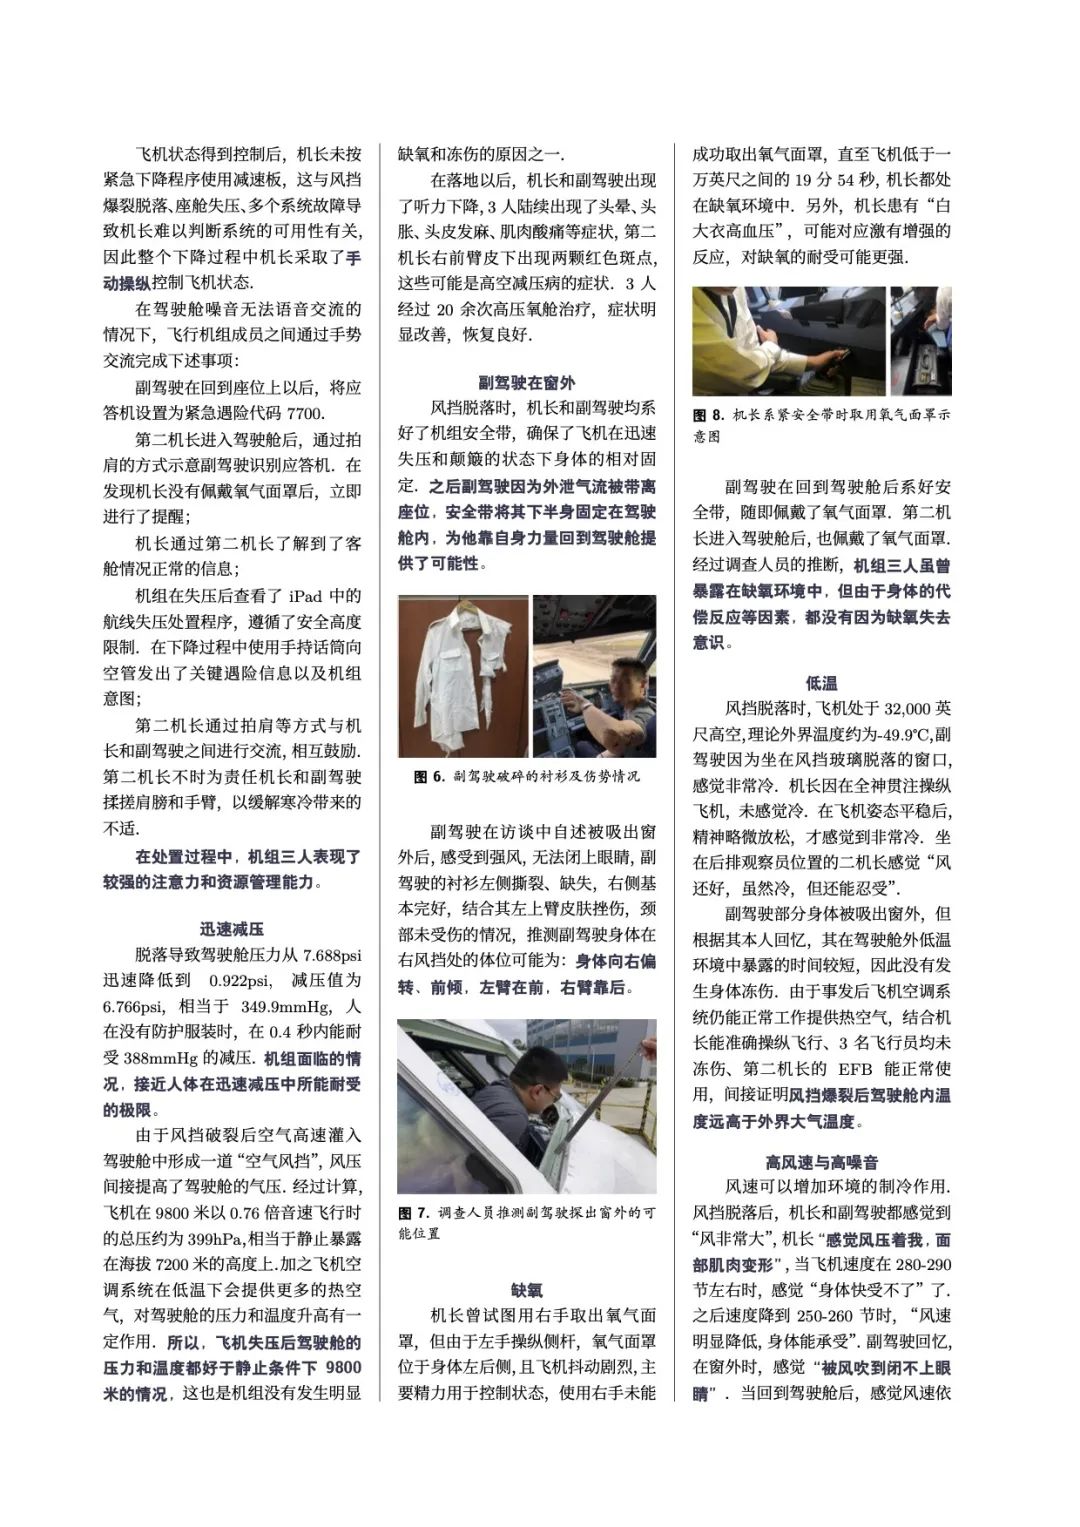 飞机状态得到控制后，机长未按
紧急下降程序使用减速板，这与风挡
爆裂脱落、座舱失压、多个系统故障导
致机长难以判断系统的可用性有关，
因此整个下降过程中机长采取了手
动操纵控制飞机状态.
在驾驶舱噪音无法语音交流的
情况下，飞行机组成员之间通过手势
交流完成下述事项：
副驾驶在回到座位上以后，将应
答机设置为紧急遇险代码 7700.
第二机长进入驾驶舱后，通过拍
肩的方式示意副驾驶识别应答机．在
发现机长没有佩戴氧气面罩后，立即
进行了提醒；
机长通过第二机长了解到了客
舱情况正常的信息；
机组在失压后查看了 iPad 中的
航线失压处置程序，遵循了安全高度
限制．在下降过程中使用手持话筒向
空管发出了关键遇险信息以及机组
意图；
第二机长通过拍肩等方式与机
长和副驾驶之间进行交流，相互鼓励.
第二机长不时为责任机长和副驾驶
揉搓肩膀和手臂，以缓解寒冷带来的
不适.
在处置过程中，机组三人表现了
较强的注意力和资源管理能力。
迅速减压
脱落导致驾驶舱压力从 7.688psi
迅速降低到 0.922psi，减压值为
6.766psi，相当于 349.9mmHg，人
在没有防护服装时，在 0.4 秒内能耐
受 388mmHg 的减压．机组面临的情
况，接近人体在迅速减压中所能耐受
的极限。
由于风挡破裂后空气高速灌入
驾驶舱中形成一道“空气风挡”，风压
间接提高了驾驶舱的气压．经过计算，
飞机在 9800 米以 0.76 倍音速飞行时
的总压约为 399hPa,相当于静止暴露
在海拔 7200 米的高度上.加之飞机空
调系统在低温下会提供更多的热空
气，对驾驶舱的压力和温度升高有一
定作用．所以，飞机失压后驾驶舱的
压力和温度都好于静止条件下 9800
米的情况，这也是机组没有发生明显
缺氧和冻伤的原因之一.
在落地以后，机长和副驾驶出现
了听力下降, 3 人陆续出现了头晕、头
胀、头皮发麻、肌肉酸痛等症状，第二
机长右前臂皮下出现两颗红色斑点，
这些可能是高空减压病的症状．3 人
经过 20 余次高压氧舱治疗，症状明
显改善，恢复良好.
副驾驶在窗外
风挡脱落时，机长和副驾驶均系
好了机组安全带，确保了飞机在迅速
失压和颠簸的状态下身体的相对固
定．之后副驾驶因为外泄气流被带离
座位，安全带将其下半身固定在驾驶
舱内，为他靠自身力量回到驾驶舱提
供了可能性。
图 6. 副驾驶破碎的衬衫及伤势情况
副驾驶在访谈中自述被吸出窗
外后，感受到强风，无法闭上眼睛，副
驾驶的衬衫左侧撕裂、缺失，右侧基
本完好，结合其左上臂皮肤挫伤，颈
部未受伤的情况，推测副驾驶身体在
右风挡处的体位可能为：身体向右偏
转、前倾，左臂在前，右臂靠后。
图 7. 调查人员推测副驾驶探出窗外的可
能位置
缺氧
机长曾试图用右手取出氧气面
罩，但由于左手操纵侧杆，氧气面罩
位于身体左后侧，且飞机抖动剧烈，主
要精力用于控制状态，使用右手未能
成功取出氧气面罩，直至飞机低于一
万英尺之间的 19 分 54 秒，机长都处
在缺氧环境中．另外，机长患有“白
大衣高血压”，可能对应激有增强的
反应，对缺氧的耐受可能更强.
图 8. 机长系紧安全带时取用氧气面罩示
意图
副驾驶在回到驾驶舱后系好安
全带，随即佩戴了氧气面罩．第二机
长进入驾驶舱后，也佩戴了氧气面罩.
经过调查人员的推断，机组三人虽曾
暴露在缺氧环境中，但由于身体的代
偿反应等因素，都没有因为缺氧失去
意识。
低温
风挡脱落时，飞机处于 32,000 英
尺高空,理论外界温度约为-49.9℃,副
驾驶因为坐在风挡玻璃脱落的窗口，
感觉非常冷．机长因在全神贯注操纵
飞机，未感觉冷．在飞机姿态平稳后，
精神略微放松，才感觉到非常冷．坐
在后排观察员位置的二机长感觉“风
还好，虽然冷，但还能忍受”.
副驾驶部分身体被吸出窗外，但
根据其本人回忆，其在驾驶舱外低温
环境中暴露的时间较短，因此没有发
生身体冻伤．由于事发后飞机空调系
统仍能正常工作提供热空气，结合机
长能准确操纵飞行、3 名飞行员均未
冻伤、第二机长的 EFB 能正常使
用，间接证明风挡爆裂后驾驶舱内温
度远高于外界大气温度。
高风速与高噪音
风速可以增加环境的制冷作用.
风挡脱落后，机长和副驾驶都感觉到
“风非常大”, 机长“感觉风压着我，面
部肌肉变形”, 当飞机速度在 280-290
节左右时，感觉“身体快受不了”了.
之后速度降到 250-260 节时，“风速
明显降低, 身体能承受”. 副驾驶回忆，
在窗外时，感觉“被风吹到闭不上眼
睛”．当回到驾驶舱后，感觉风速依